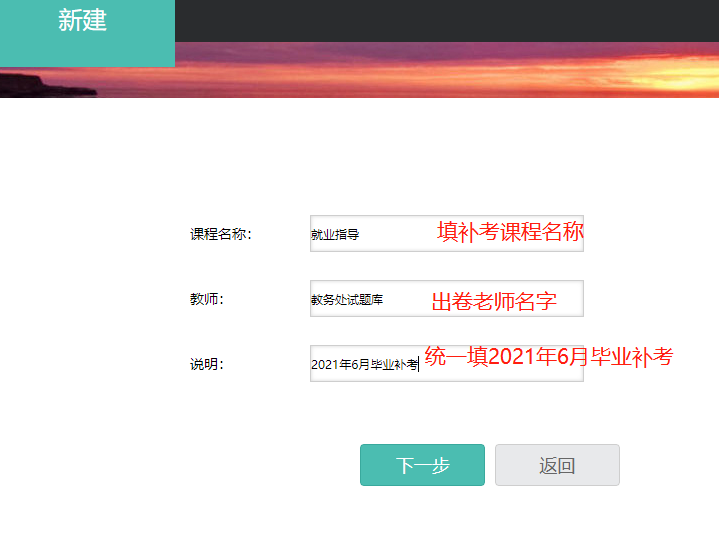 新建
课程名称： 就业指导 填补考课程名称
教师： 教务处试题库 出卷老师名字
说明： 2021年6月毕业补考 统一填2021年6月毕业补考
下一步 返回